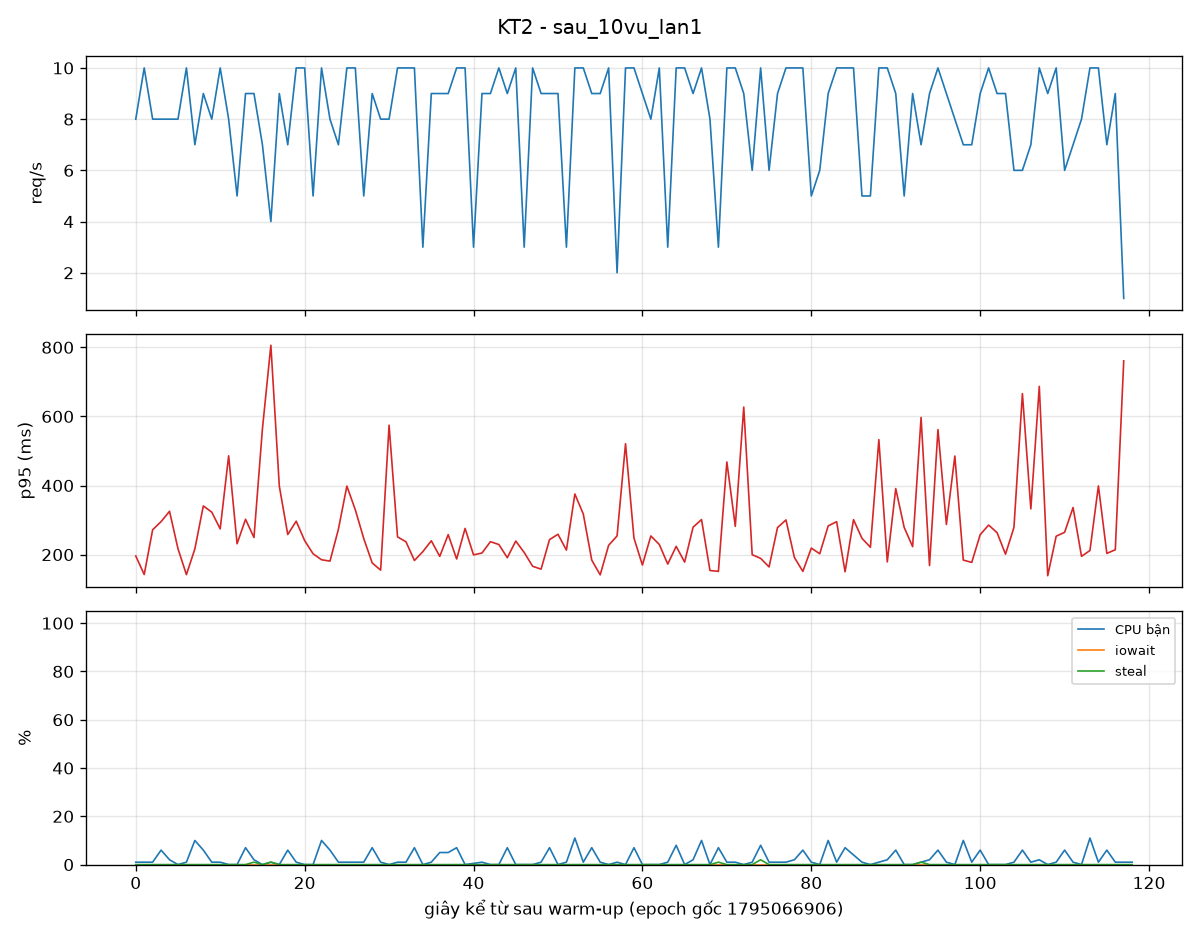 KT2 - sau_10vu_lan1
req/s
10
8
6
4
2
p95 (ms)
800
600
400
200
%
100
80
60
40
20
0
CPU bận
iowait
steal
0 20 40 60 80 100 120
giây kể từ sau warm-up (epoch gốc 1795066906)